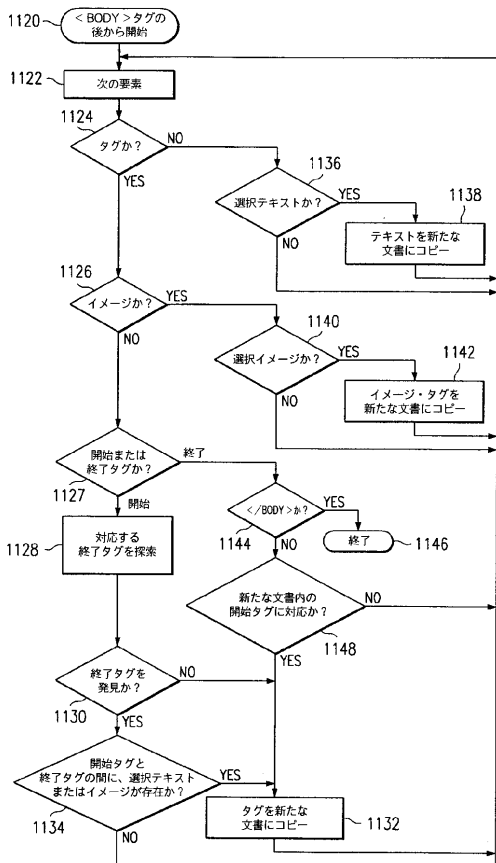 1120
<BODY>タグの
後から開始
1122
次の要素
1124
タグか?
NO
YES
1136
選択テキストか?
YES
NO
1138
テキストを新たな
文書にコピー
1126
イメージか?
YES
NO
1140
選択イメージか?
YES
NO
1142
イメージ・タグを
新たな文書にコピー
開始または
終了タグか?
終了
1127
開始
</BODY>か?
YES
1144
NO
終了
1146
1128
対応する
終了タグを探索
新たな文書内の
開始タグに対応か?
NO
1148
YES
終了タグを
発見か?
NO
1130
YES
開始タグと
終了タグの間に、選択テキスト
またはイメージが存在か?
YES
1134
NO
タグを新たな
文書にコピー
1132